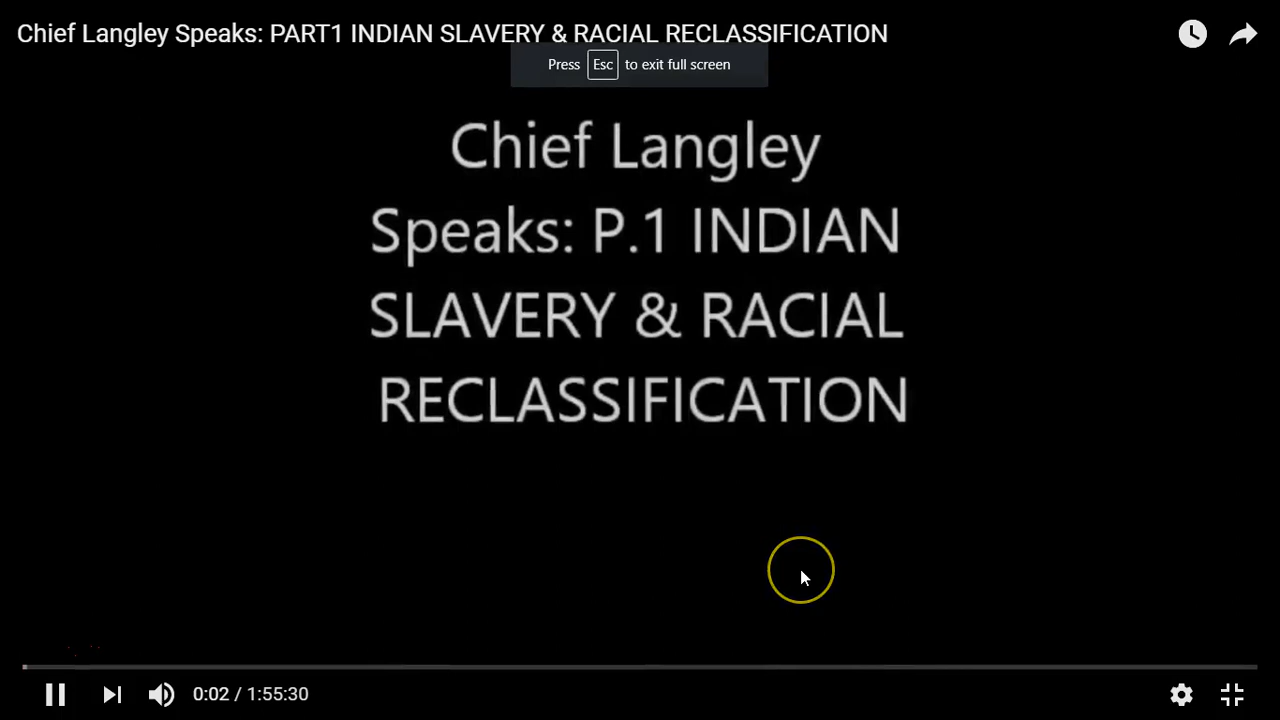 Chief Langley Speaks: PART1 INDIAN SLAVERY & RACIAL RECLASSIFICATION
Press Esc to exit full screen
Chief Langley
Speaks: P.1 INDIAN
SLAVERY & RACIAL
RECLASSIFICATION
0:02 / 1:55:30